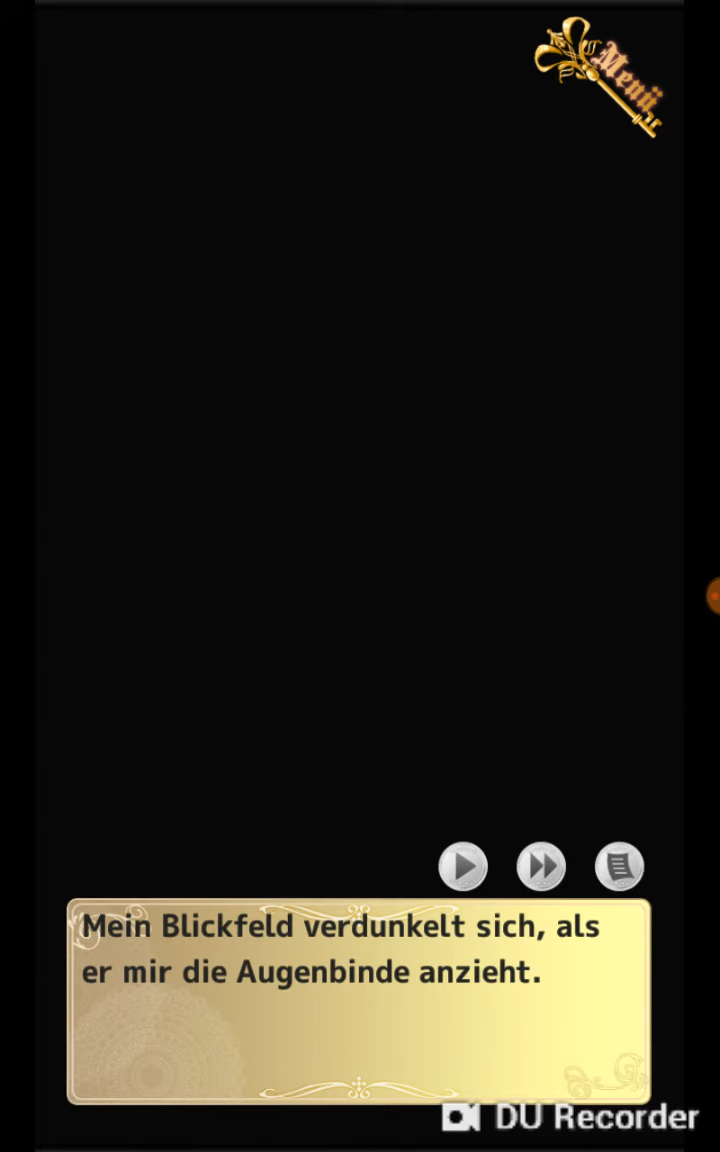 Menü
Mein Blickfeld verdunkelt sich, als
er mir die Augenbinde anzieht.
DU Recorder